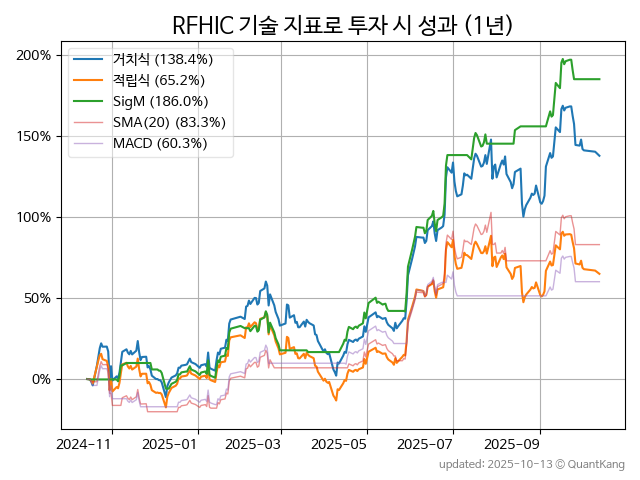 RFHIC 기술 지표로 투자 시 성과 (1년)
200%
150%
100%
50%
0%
거치식 (138.4%)
적립식 (65.2%)
SigM (186.0%)
SMA(20) (83.3%)
MACD (60.3%)
2024-11 2025-01 2025-03 2025-05 2025-07 2025-09
updated: 2025-10-13 © QuantKang